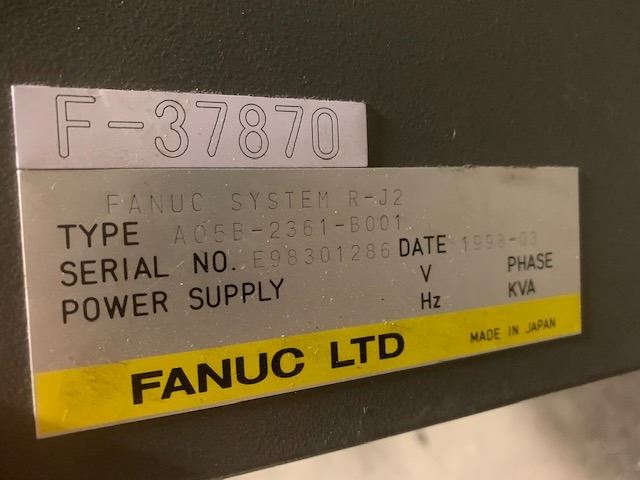 F-37870
FANUC SYSTEM R-J2
TYPE A05B-2361-B001
SERIAL NO. E98301286 DATE 1998-03
POWER SUPPLY V PHASE
Hz KVA
FANUC LTD MADE IN JAPAN